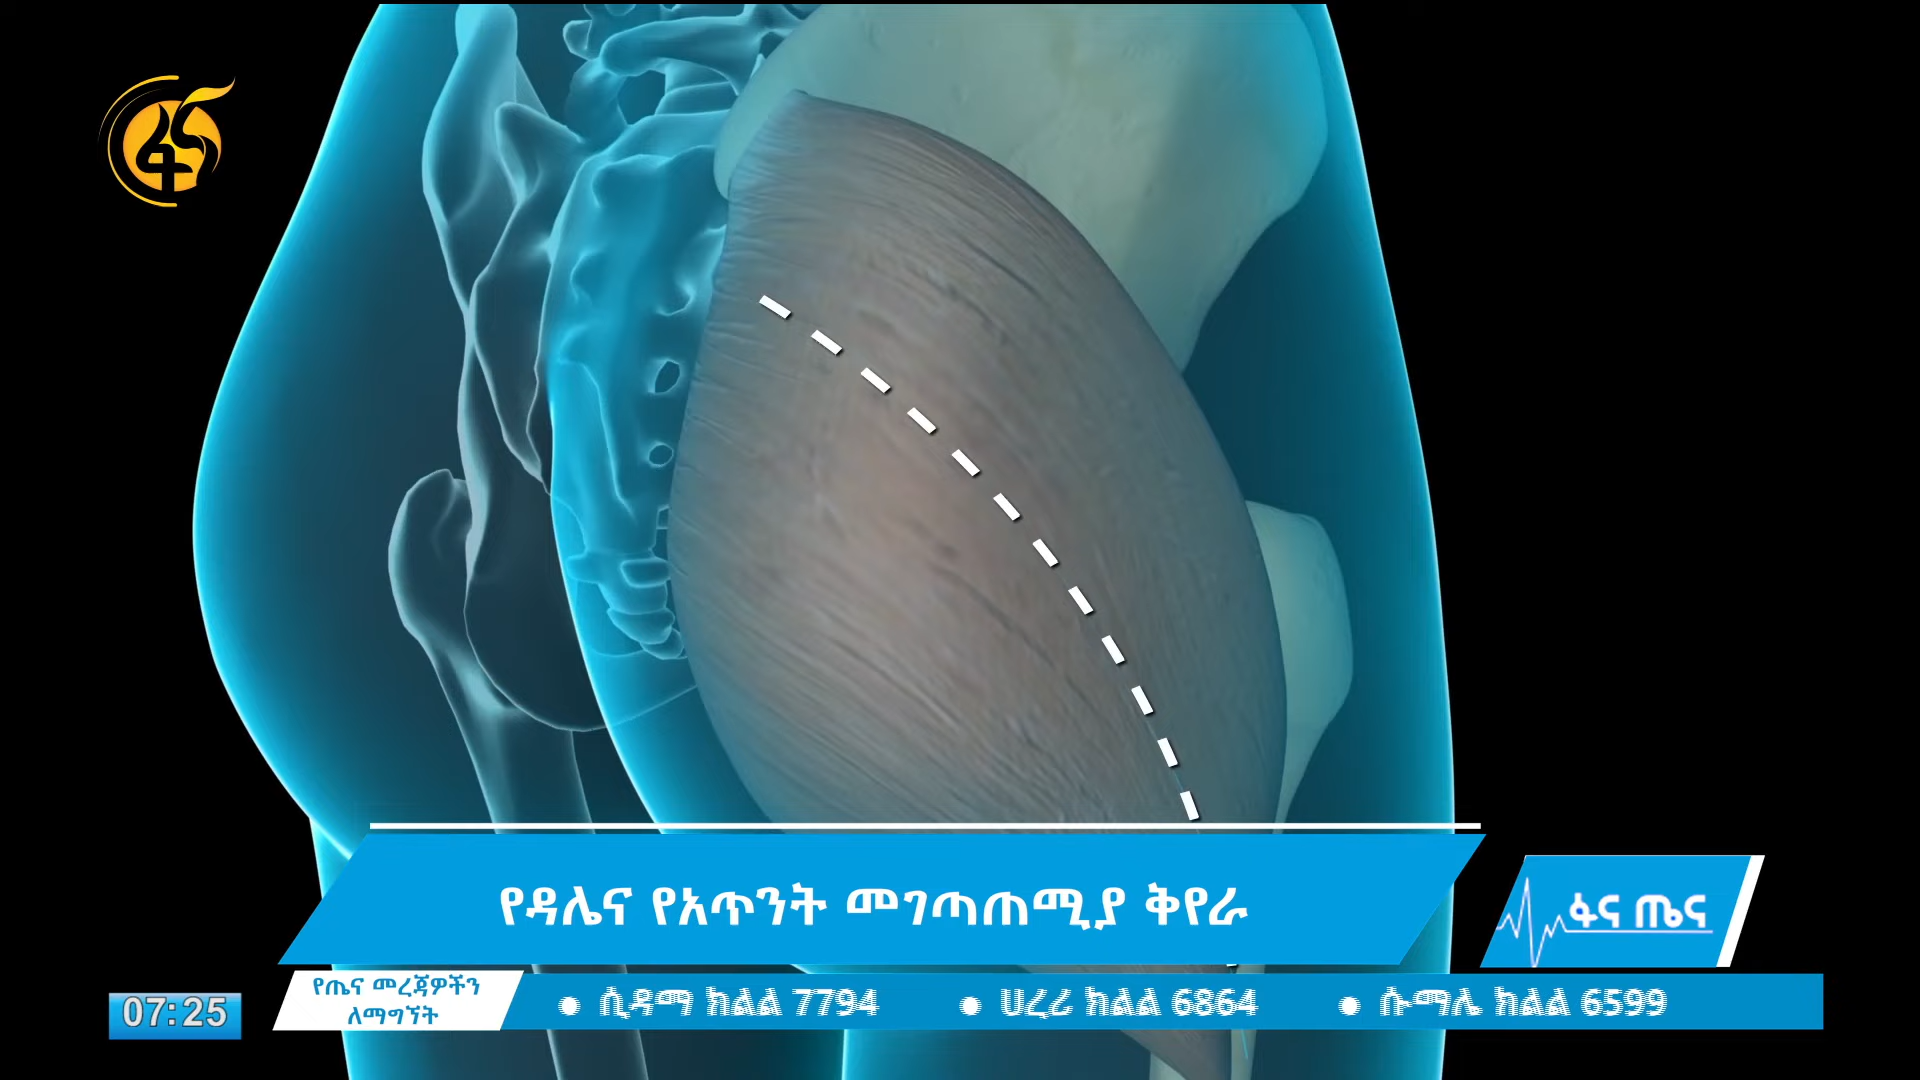 ፋና
የዳሌና የአጥንት መገጣጠሚያ ቅየራ
ፋና ጤና
07:25
የጤና መረጃዎችን
ለማግኘት
● ሲዳማ ክልል 7794 ● ሀረሪ ክልል 6864 ● ሱማሌ ክልል 6599